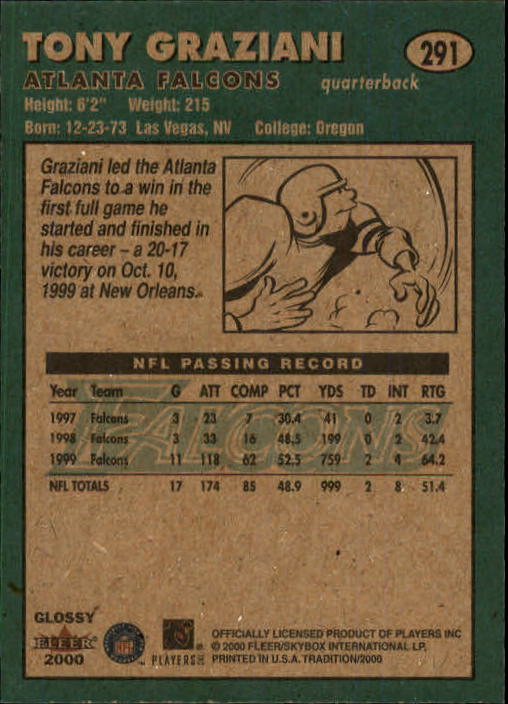 TONY GRAZIANI
291
ATLANTA FALCONS quarterback
Height: 6'2" Weight: 215
Born: 12-23-73 Las Vegas, NV College: Oregon
Graziani led the Atlanta
Falcons to a win in the
first full game he
started and finished in
his career – a 20-17
victory on Oct. 10,
1999 at New Orleans.
NFL PASSING RECORD
Year Team G ATT COMP PCT YDS TD INT RTG
FALCONS
1997 Falcons 3 23 7 30.4 41 0 2 3.7
1998 Falcons 3 33 16 48.5 199 0 2 42.4
1999 Falcons 11 118 62 52.5 759 2 4 64.2
NFL TOTALS 17 174 85 48.9 999 2 8 51.4
GLOSSY
FLEER
2000
NFL
PLAYERS
OFFICIALLY LICENSED PRODUCT OF PLAYERS INC
© 2000 FLEER/SKYBOX INTERNATIONAL LP.
PRINTED IN U.S.A. TRADITION/2000